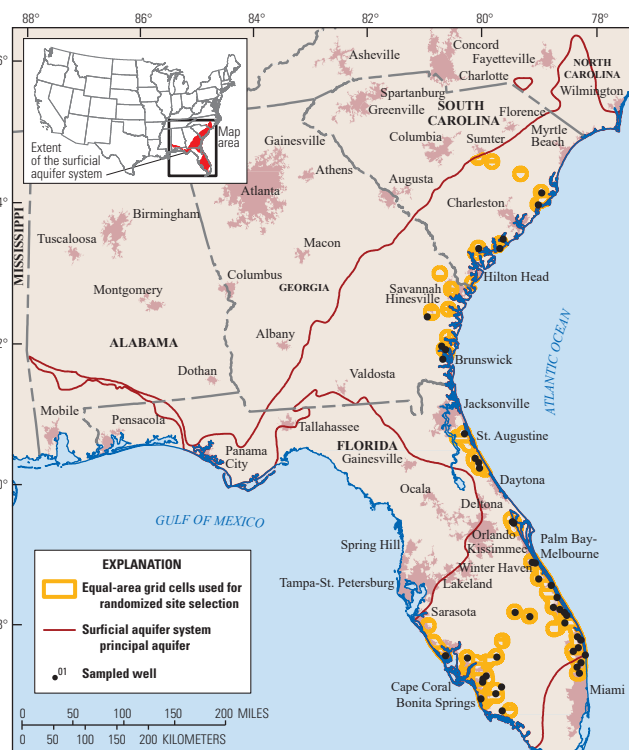 88
86
84
82
80
78°
6°
4°
2°
0°
8°
Map
area
Extent
of the surficial
aquifer system
Asheville
Concord
Fayetteville
Charlotte
NORTH
CAROLINA
Wilmington
Spartanburg
Greenville
SOUTH
CAROLINA
Florence
Columbia
Sumter
Myrtle
Beach
Gainesville
Athens
Atlanta
Augusta
Charleston
MISSISSIPPI
Birmingham
Tuscaloosa
Macon
Columbus
GEORGIA
Hilton Head
Savannah
Hinesville
Montgomery
ALABAMA
Albany
Brunswick
ATLANTIC OCEAN
Dothan
Valdosta
Mobile
Pensacola
Jacksonville
Tallahassee
St. Augustine
Panama
City
FLORIDA
Gainesville
Daytona
Ocala
Deltona
GULF OF MEXICO
Orlando
Kissimmee
Palm Bay-
Melbourne
Spring Hill
Winter Haven
Tampa-St. Petersburg
Lakeland
Sarasota
Cape Coral
Bonita Springs
Miami
EXPLANATION
Equal-area grid cells used for
randomized site selection
Surficial aquifer system
principal aquifer
01
Sampled well
0 50 100 150 200 MILES
0 50 100 150 200 KILOMETERS